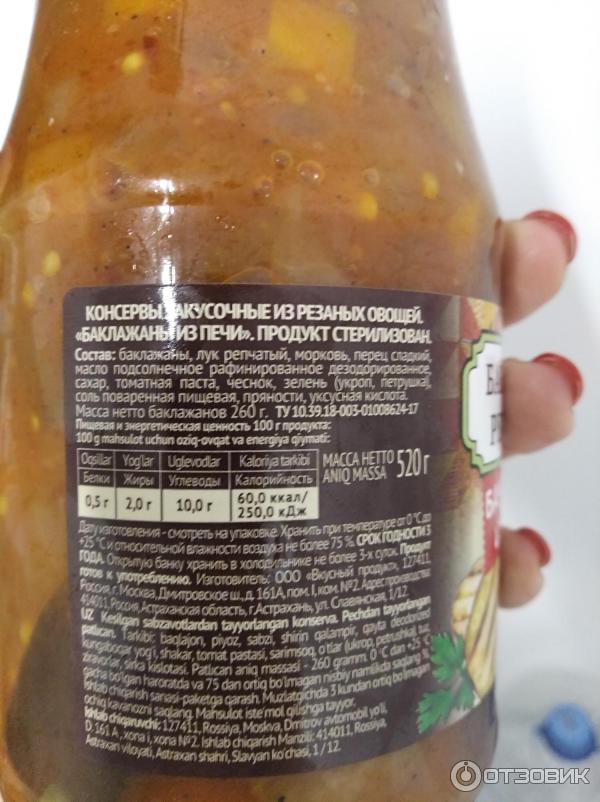 КОНСЕРВЫ ЗАКУСОЧНЫЕ ИЗ РЕЗАНЫХ ОВОЩЕЙ.
«БАКЛАЖАНЫ ИЗ ПЕЧИ». ПРОДУКТ СТЕРИЛИЗОВАН.
Состав: баклажаны, лук репчатый, морковь, перец сладкий,
масло подсолнечное рафинированное дезодорированное,
сахар, томатная паста, чеснок, зелень (укроп, петрушка),
соль поваренная пищевая, пряности, уксусная кислота.
Масса нетто баклажанов 260 г. ТУ 10.39.18-003-01008624-17
Пищевая и энергетическая ценность 100 г продукта:
100 g mahsulot uchun oziq-ovqat va energiya qiymati:
Oqsillar Yog'lar Uglevodlar Kaloriya tarkibi
Белки Жиры Углеводы Калорийность
0,5 г 2,0 г 10,0 г 60,0 ккал/
250,0 кДж
МАССА НЕТТО
ANIQ MASSA 520 г
Дату изготовления - смотреть на упаковке. Хранить при температуре от 0 °С до
+25 °С и относительной влажности воздуха не более 75 %. СРОК ГОДНОСТИ 3
ГОДА. Открытую банку хранить в холодильнике не более 3-х суток. Продукт
готов к употреблению. Изготовитель: ООО «Вкусный продукт», 127411,
Россия, г. Москва, Дмитровское ш., д. 161А, пом. I, ком. №2. Адрес производства:
414011, Россия, Астраханская область, г. Астрахань, ул. Славянская, 1/12.
UZ Kesilgan sabzavotlardan tayyorlangan konserva. Pechdan tayyorlangan
patlican. Tarkibi: baqlajon, piyoz, sabzi, shirin qalampir, qayta deodorized
kungaboqar yog'i, shakar, tomat pastasi, sarimsoq, o'tlar (ukrop, petrushka), tuz,
ziravorlar, sirka kislotasi. Patlican aniq massasi - 260 gramm. 0 °C dan +25 °C
gacha bo'lgan haroratda va 75 dan ortiq bo'lmagan nisbiy namlikda saqlang %.
Ishlab chiqarish sanasi-paketga qarash. Muzlatgichda 3 kundan ortiq bo'lmagan
ochiq kavanozni saqlang. Mahsulot iste'mol qilishga tayyor.
Ishlab chiqaruvchi: 127411, Rossiya, Moskva, Dmitrov avtomobil yo'li,
D. 161 A, xona i, xona №2. Ishlab chiqarish Manzili: 414011, Rossiya,
Astraxan viloyati, Astraxan shahri, Slavyan ko'chasi, 1 / 12.
ОТЗОВИК